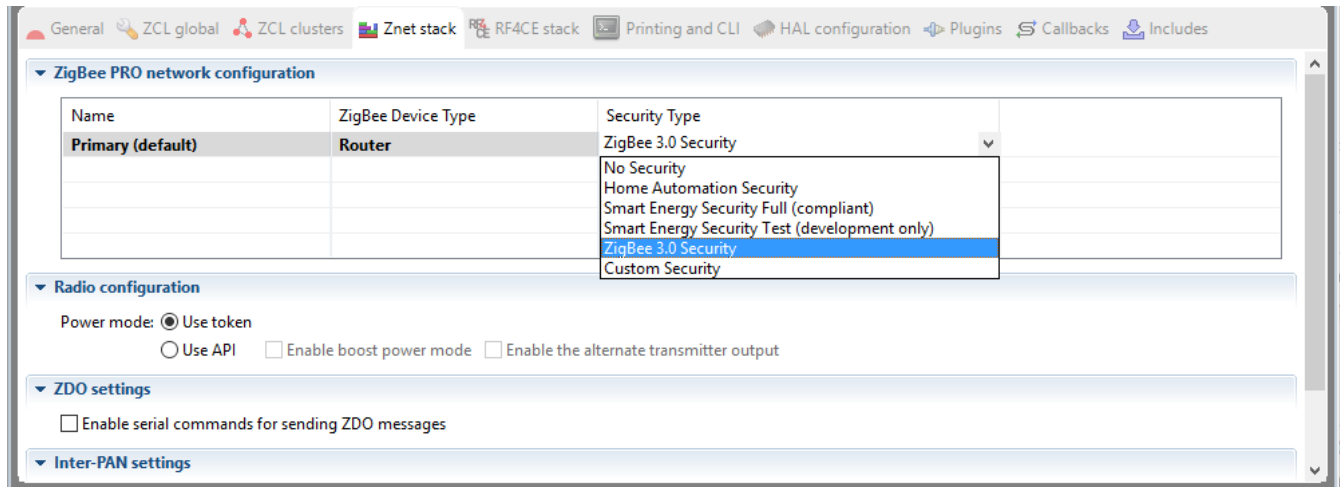 General ZCL global ZCL clusters Znet stack RF4CE stack Printing and CLI HAL configuration Plugins Callbacks Includes
ZigBee PRO network configuration
Name ZigBee Device Type Security Type
Primary (default) Router ZigBee 3.0 Security
No Security
Home Automation Security
Smart Energy Security Full (compliant)
Smart Energy Security Test (development only)
ZigBee 3.0 Security
Custom Security
Radio configuration
Power mode: Use token
Use API Enable boost power mode Enable the alternate transmitter output
ZDO settings
Enable serial commands for sending ZDO messages
Inter-PAN settings